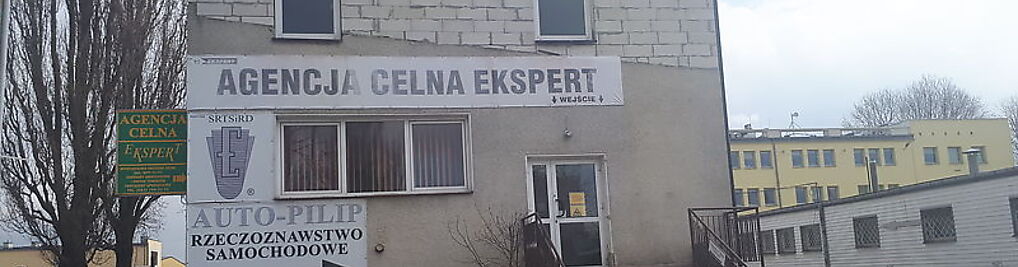 AGENCJA CELNA EKSPERT
↓ WEJŚCIE ↓
AGENCJA
CELNA
EKSPERT
SRTSiRD
E
®
AUTO-PILIP
RZECZOZNAWSTWO
SAMOCHODOWE